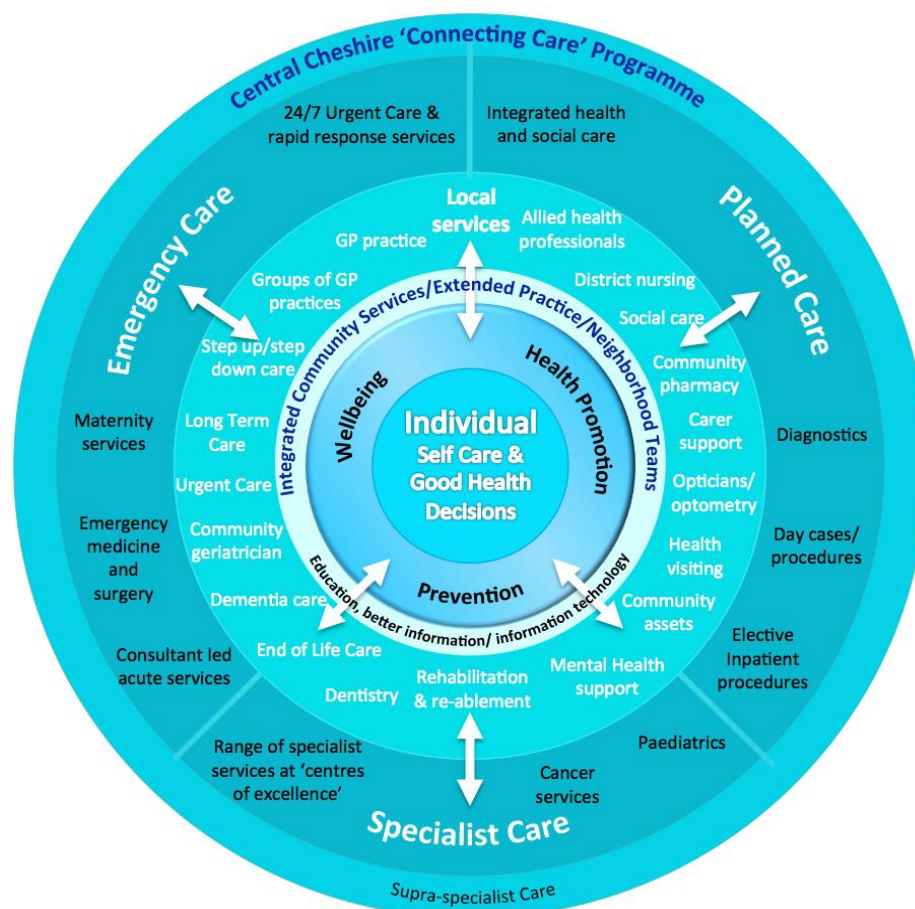 Central Cheshire ‘Connecting Care’ Programme
24/7 Urgent Care &
rapid response services
Integrated health
and social care
Emergency Care
Planned Care
Local
services
GP practice
Allied health
professionals
Groups of GP
practices
District nursing
Step up/step
down care
Social care
Community
pharmacy
Integrated Community Services/Extended Practice/Neighborhood Teams
Wellbeing
Health Promotion
Individual
Self Care &
Good Health
Decisions
Prevention
Education, better information/ information technology
Maternity
services
Long Term
Care
Carer
support
Diagnostics
Urgent Care
Opticians/
optometry
Emergency
medicine
and
surgery
Community
geriatrician
Health
visiting
Day cases/
procedures
Dementia care
Community
assets
Consultant led
acute services
End of Life Care
Mental Health
support
Elective
Inpatient
procedures
Dentistry
Rehabilitation
& re-ablement
Range of specialist
services at ‘centres
of excellence’
Cancer
services
Paediatrics
Specialist Care
Supra-specialist Care